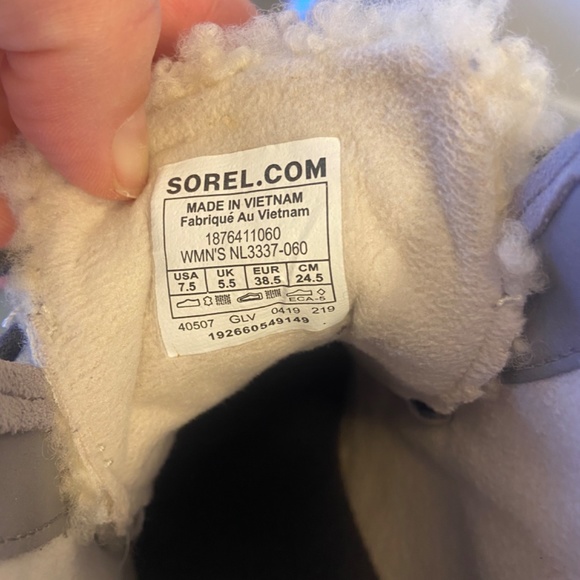 SOREL.COM
MADE IN VIETNAM
Fabriqué Au Vietnam
1876411060
WMN'S NL3337-060
USA UK EUR CM
7.5 5.5 38.5 24.5
ECA-5
40507 GLV 0419 219
192660549149